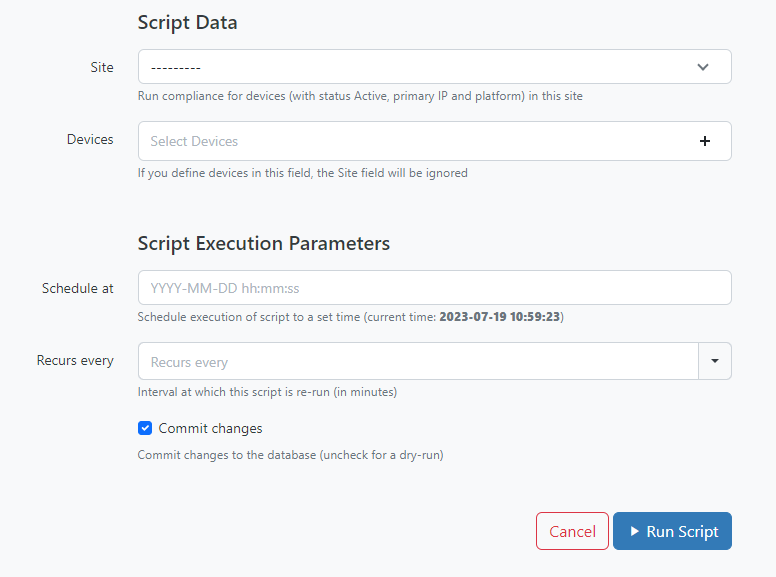 Script Data
Site
---------
Run compliance for devices (with status Active, primary IP and platform) in this site
Devices
Select Devices
If you define devices in this field, the Site field will be ignored
Script Execution Parameters
Schedule at
YYYY-MM-DD hh:mm:ss
Schedule execution of script to a set time (current time: 2023-07-19 10:59:23)
Recurs every
Recurs every
Interval at which this script is re-run (in minutes)
Commit changes
Commit changes to the database (uncheck for a dry-run)
Cancel
Run Script